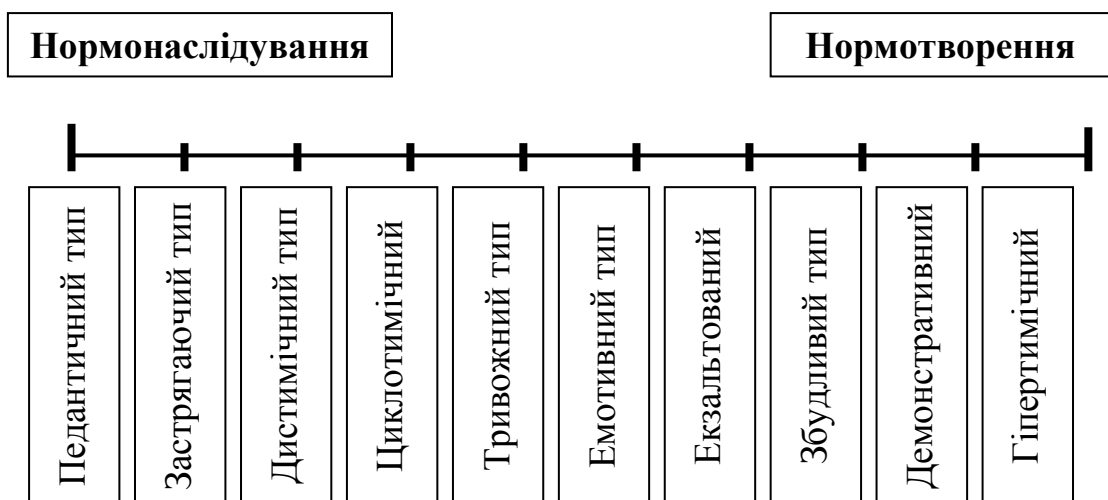 Нормонаслідування
Нормотворення
Педантичний тип
Застрягаючий тип
Дистимічний тип
Циклотимічний
Тривожний тип
Емотивний тип
Екзальтований
Збудливий тип
Демонстративний
Гіпертимічний